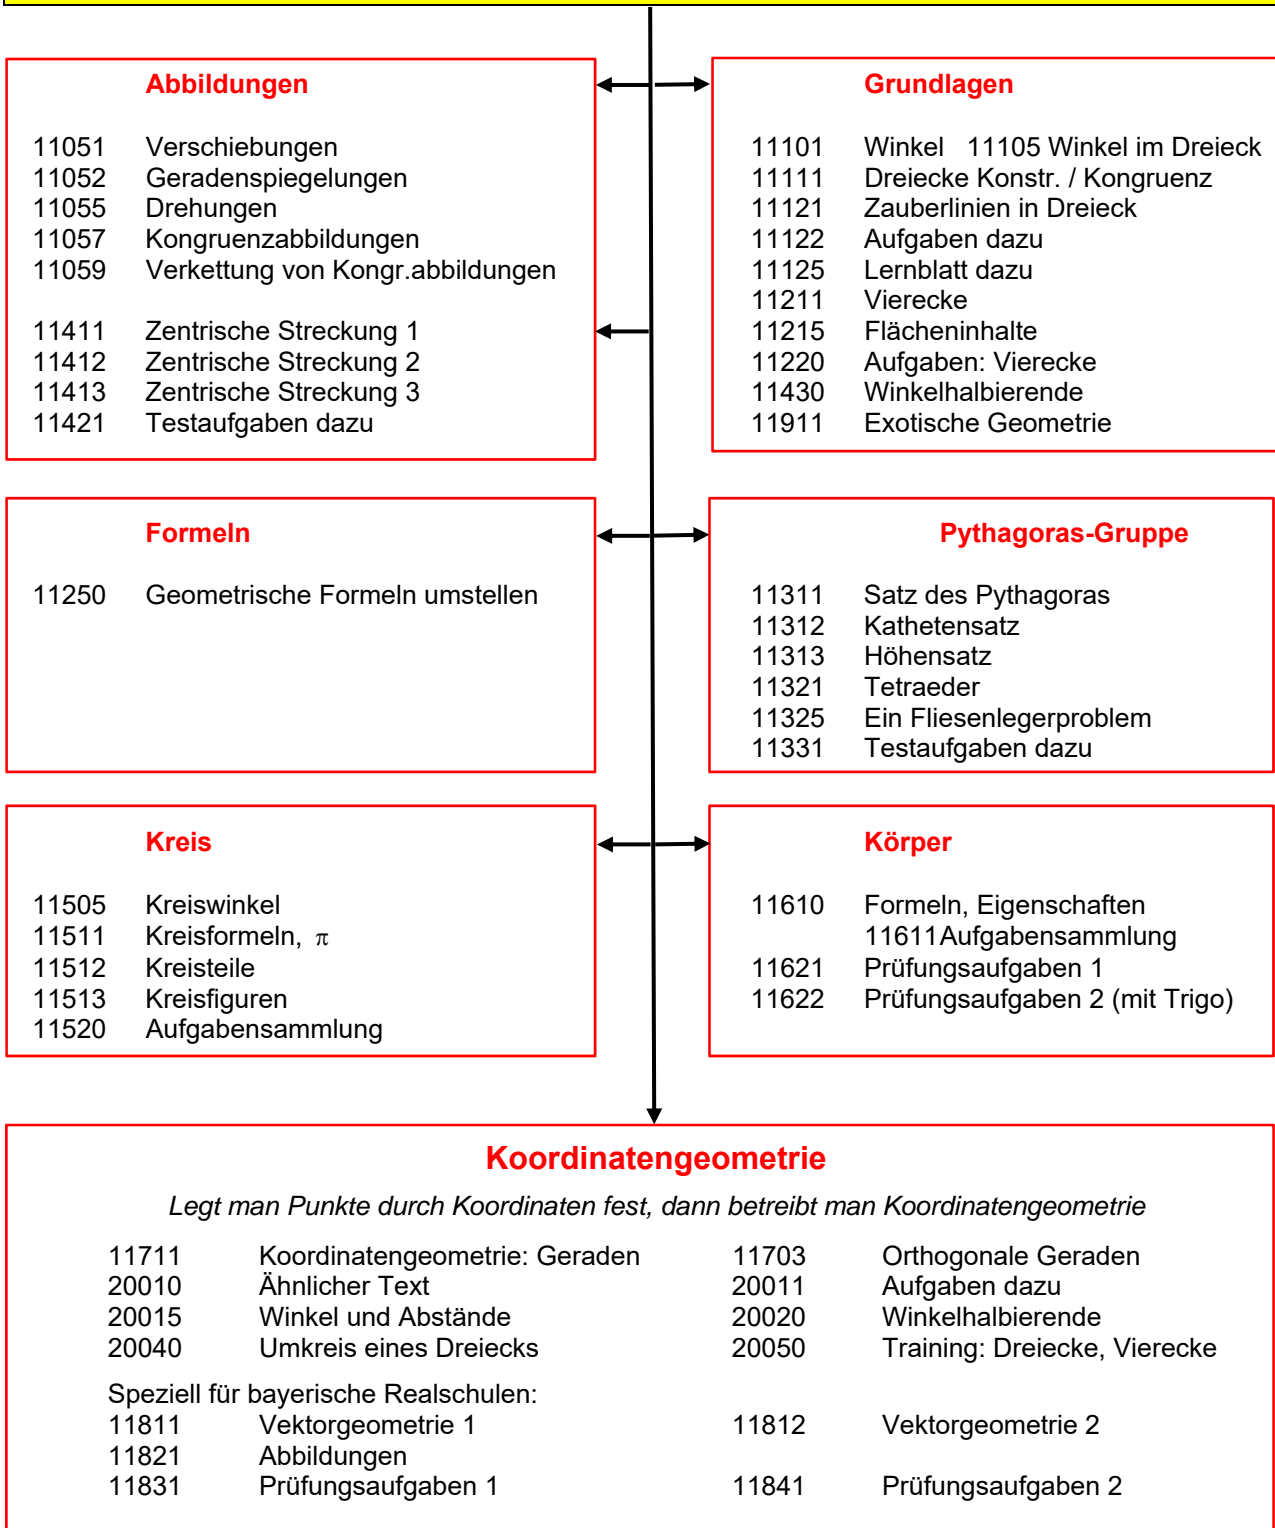 Abbildungen
11051 Verschiebungen
11052 Geradenspiegelungen
11055 Drehungen
11057 Kongruenzabbildungen
11059 Verkettung von Kongr.abbildungen
11411 Zentrische Streckung 1
11412 Zentrische Streckung 2
11413 Zentrische Streckung 3
11421 Testaufgaben dazu
Grundlagen
11101 Winkel 11105 Winkel im Dreieck
11111 Dreiecke Konstr. / Kongruenz
11121 Zauberlinien in Dreieck
11122 Aufgaben dazu
11125 Lernblatt dazu
11211 Vierecke
11215 Flächeninhalte
11220 Aufgaben: Vierecke
11430 Winkelhalbierende
11911 Exotische Geometrie
Formeln
11250 Geometrische Formeln umstellen
Pythagoras-Gruppe
11311 Satz des Pythagoras
11312 Kathetensatz
11313 Höhensatz
11321 Tetraeder
11325 Ein Fliesenlegerproblem
11331 Testaufgaben dazu
Kreis
11505 Kreiswinkel
11511 Kreisformeln, π
11512 Kreisteile
11513 Kreisfiguren
11520 Aufgabensammlung
Körper
11610 Formeln, Eigenschaften
11611Aufgabensammlung
11621 Prüfungsaufgaben 1
11622 Prüfungsaufgaben 2 (mit Trigo)
Koordinatengeometrie
Legt man Punkte durch Koordinaten fest, dann betreibt man Koordinatengeometrie
11711 Koordinatengeometrie: Geraden 11703 Orthogonale Geraden
20010 Ähnlicher Text 20011 Aufgaben dazu
20015 Winkel und Abstände 20020 Winkelhalbierende
20040 Umkreis eines Dreiecks 20050 Training: Dreiecke, Vierecke
Speziell für bayerische Realschulen:
11811 Vektorgeometrie 1 11812 Vektorgeometrie 2
11821 Abbildungen
11831 Prüfungsaufgaben 1 11841 Prüfungsaufgaben 2